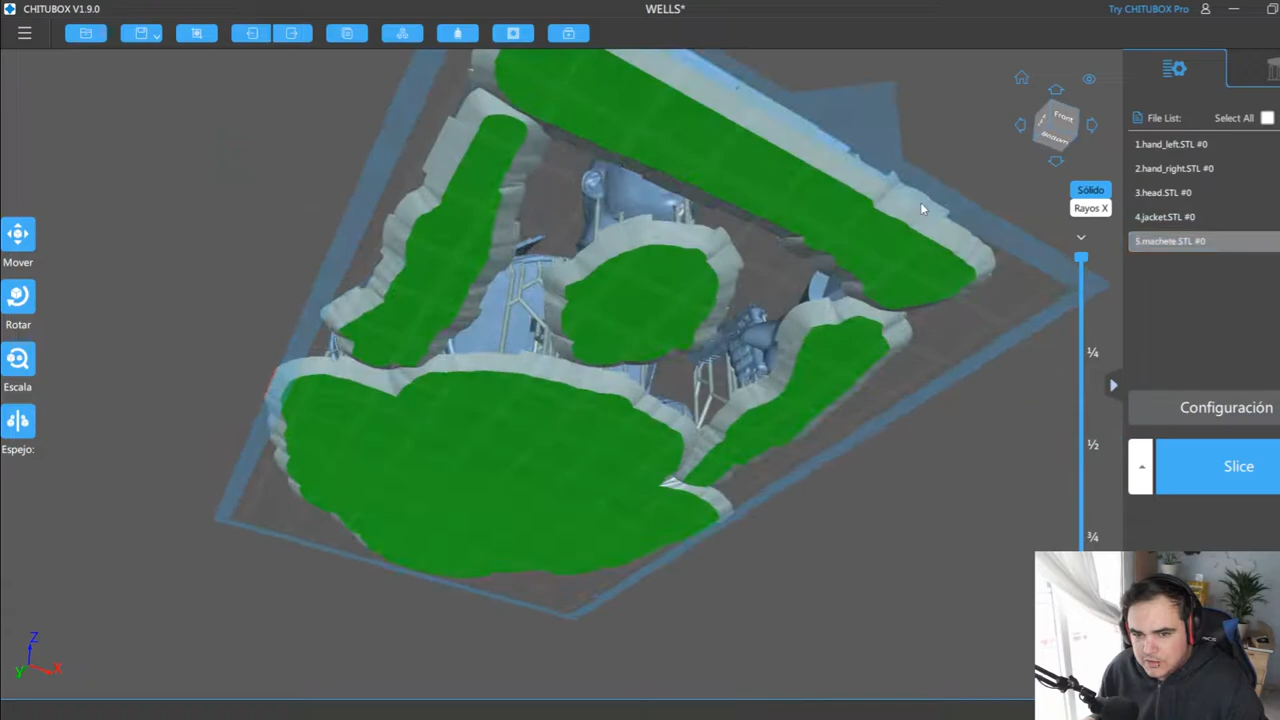 CHITUBOX V1.9.0
WELLS*
Try CHITUBOX Pro
Front
Bottom
File List:
Select All
1.hand_left.STL #0
2.hand_right.STL #0
3.head.STL #0
4.jacket.STL #0
5.machete.STL #0
Sólido
Rayos X
Mover
Rotar
Escala
Espejo:
¼
½
¾
Configuración
Slice
Z
Y
X